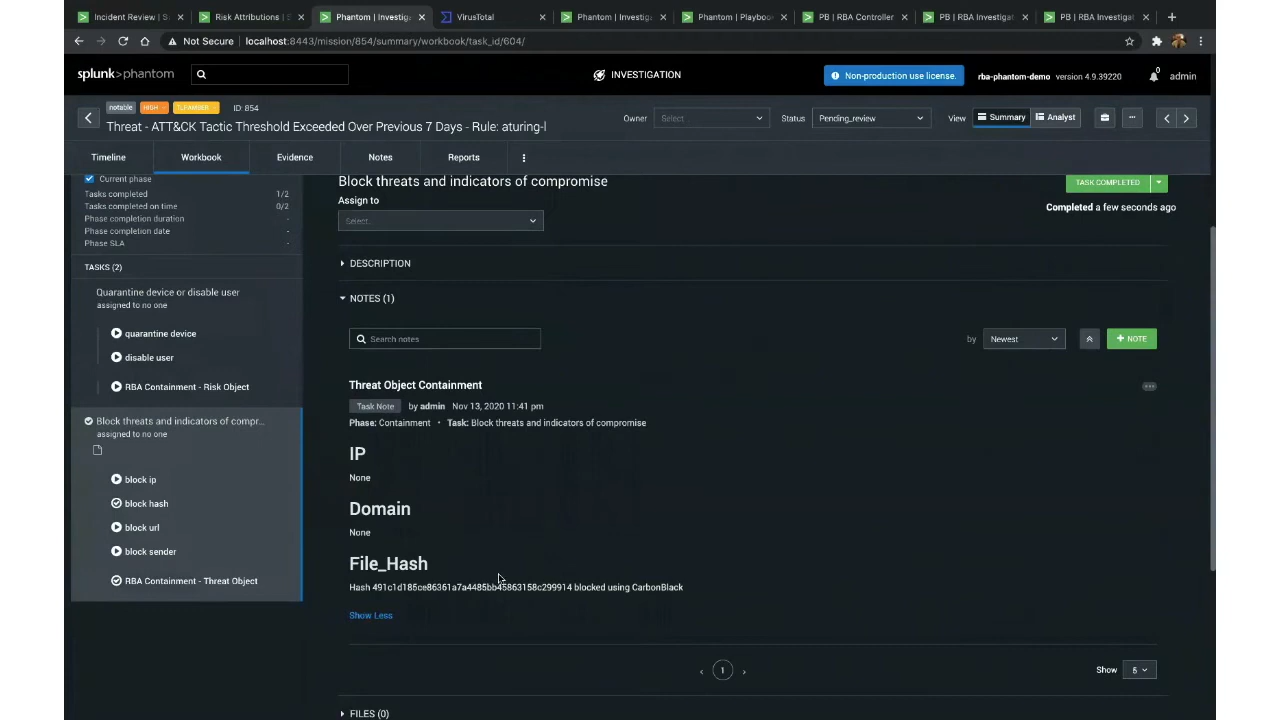 Incident Review | S
Risk Attributions | S
Phantom | Investiga
VirusTotal
Phantom | Investiga
Phantom | Playboo
PB | RBA Controller
PB | RBA Investigat
PB | RBA Investigat
Not Secure
localhost:8443/mission/854/summary/workbook/task_id/604/
splunk>phantom
INVESTIGATION
Non-production use license.
rba-phantom-demo version 4.9.39220
0
admin
notable
HIGH
TLP:AMBER
ID: 854
Threat - ATT&CK Tactic Threshold Exceeded Over Previous 7 Days - Rule: aturing-l
Owner
Select...
Status
Pending_review
View
Summary
Analyst
Timeline
Workbook
Evidence
Notes
Reports
Current phase
Tasks completed 1/2
Tasks completed on time 0/2
Phase completion duration -
Phase completion date -
Phase SLA -
TASKS (2)
Quarantine device or disable user
assigned to no one
quarantine device
disable user
RBA Containment - Risk Object
Block threats and indicators of compr...
assigned to no one
block ip
block hash
block url
block sender
RBA Containment - Threat Object
Block threats and indicators of compromise
TASK COMPLETED
Assign to
Completed a few seconds ago
Select...
DESCRIPTION
NOTES (1)
Search notes
by
Newest
+ NOTE
Threat Object Containment
Task Note by admin Nov 13, 2020 11:41 pm
Phase: Containment • Task: Block threats and indicators of compromise
IP
None
Domain
None
File_Hash
Hash 491c1d185ce86361a7a4485bb45863158c299914 blocked using CarbonBlack
Show Less
1
Show
5
FILES (0)